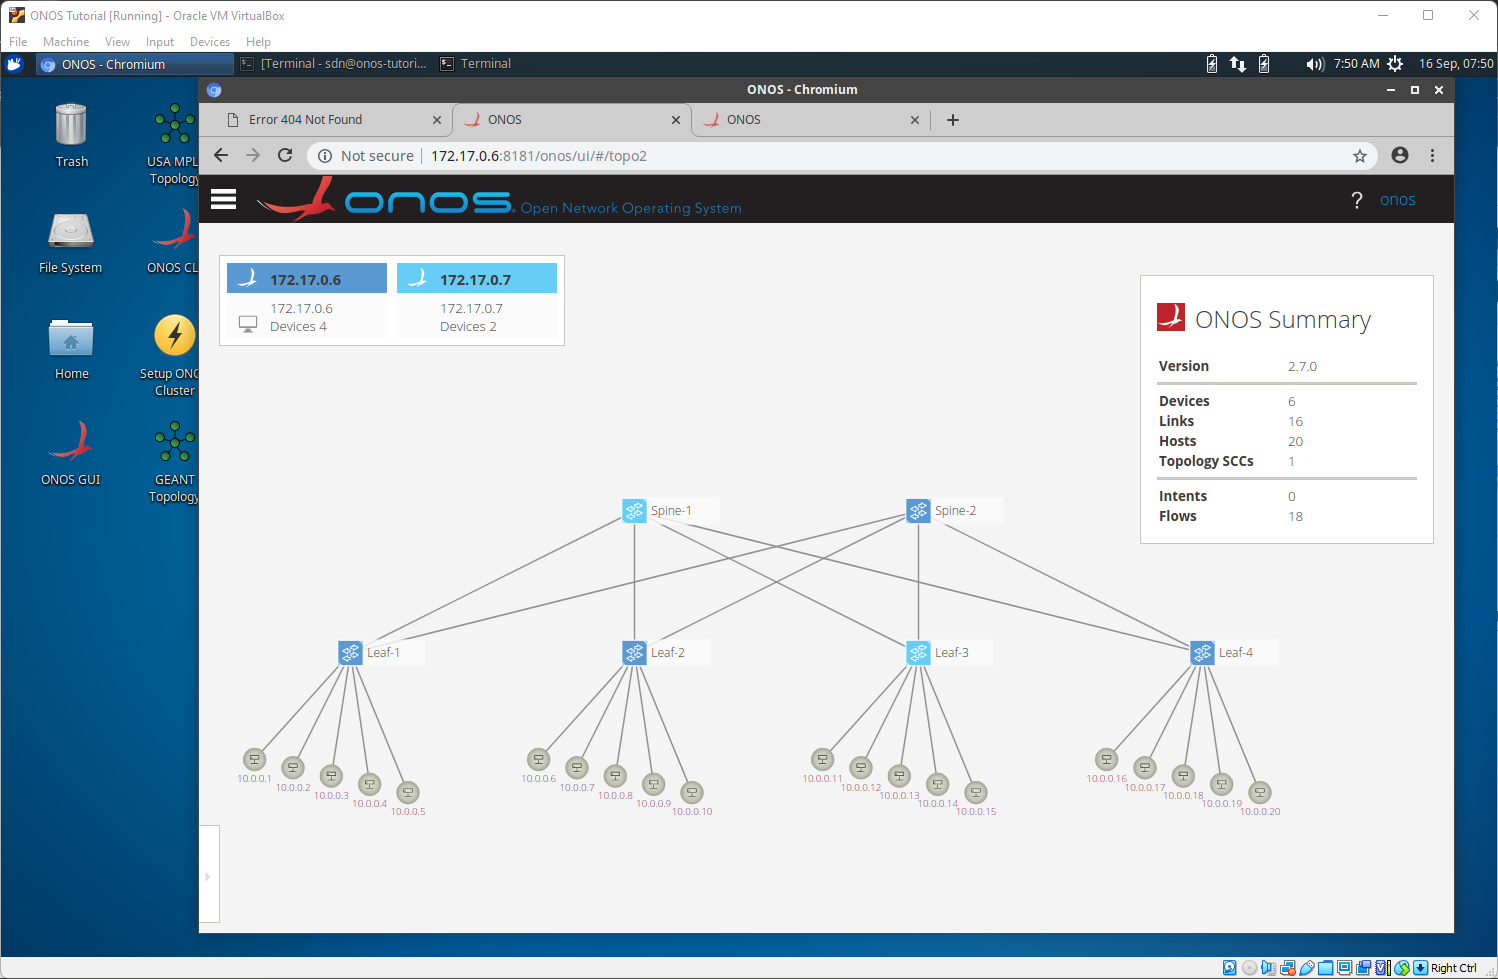 ONOS Tutorial [Running] - Oracle VM VirtualBox
File Machine View Input Devices Help
ONOS - Chromium
[Terminal - sdn@onos-tutori...
Terminal
7:50 AM
16 Sep, 07:50
Trash
USA MPL
Topology
File System
ONOS CL
Home
Setup ONO
Cluster
ONOS GUI
GEANT
Topology
ONOS - Chromium
Error 404 Not Found
ONOS
ONOS
Not secure
172.17.0.6:8181/onos/ui/#/topo2
onos
Open Network Operating System
?
onos
172.17.0.6
172.17.0.6
Devices 4
172.17.0.7
172.17.0.7
Devices 2
ONOS Summary
Version 2.7.0
Devices 6
Links 16
Hosts 20
Topology SCCs 1
Intents 0
Flows 18
Spine-1
Spine-2
Leaf-1
Leaf-2
Leaf-3
Leaf-4
10.0.0.1
10.0.0.2
10.0.0.3
10.0.0.4
10.0.0.5
10.0.0.6
10.0.0.7
10.0.0.8
10.0.0.9
10.0.0.10
10.0.0.11
10.0.0.12
10.0.0.13
10.0.0.14
10.0.0.15
10.0.0.16
10.0.0.17
10.0.0.18
10.0.0.19
10.0.0.20
Right Ctrl